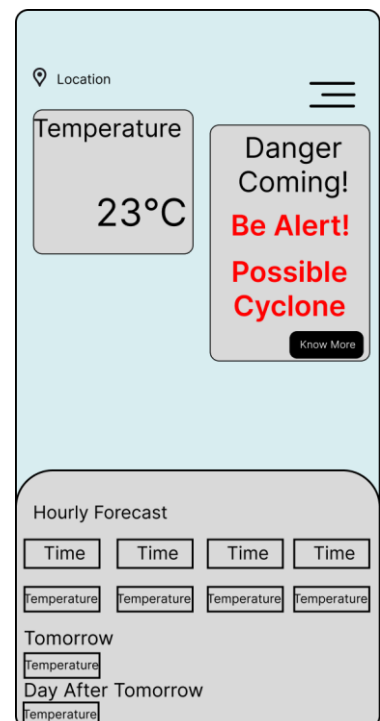 Location
Temperature
23°C
Danger
Coming!
Be Alert!
Possible
Cyclone
Know More
Hourly Forecast
Time Time Time Time
Temperature Temperature Temperature Temperature
Tomorrow
Temperature
Day After Tomorrow
Temperature